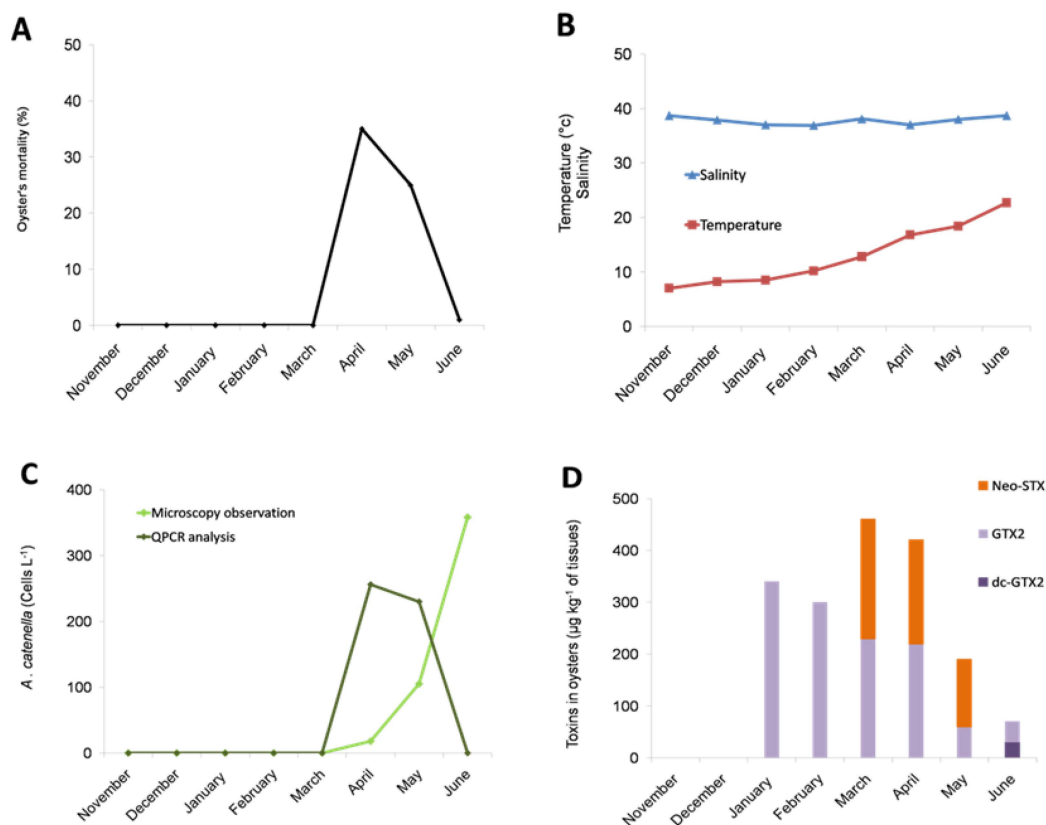 A
Oyster's mortality (%)
50
40
30
20
10
0
November
December
January
February
March
April
May
June
B
Temperature (°c)
Salinity
50
40
30
20
10
0
Salinity
Temperature
November
December
January
February
March
April
May
June
C
A. catenella (Cells L⁻¹)
400
300
200
100
0
Microscopy observation
QPCR analysis
November
December
January
February
March
April
May
June
D
Toxins in oysters (µg kg⁻¹ of tissues)
500
400
300
200
100
0
Neo-STX
GTX2
dc-GTX2
November
December
January
February
March
April
May
June